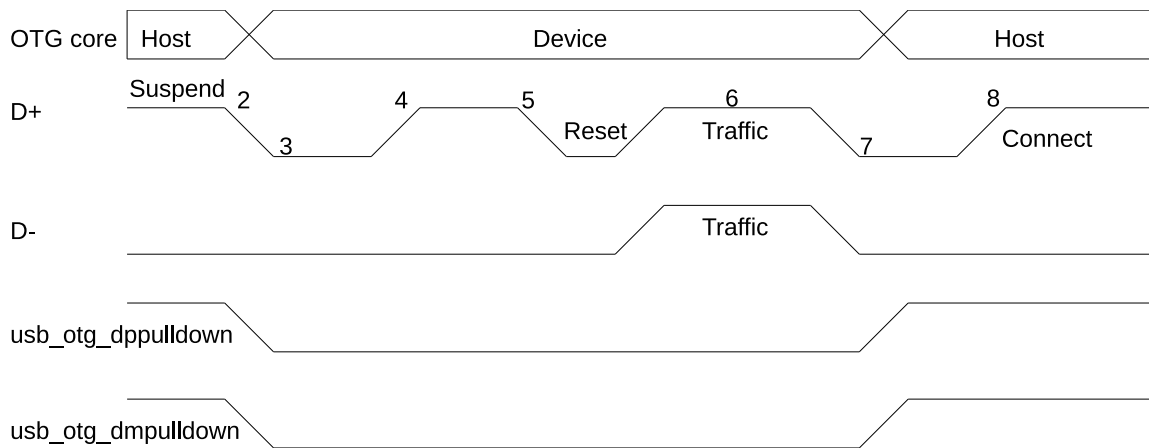 OTG core
Host
Device
Host
Suspend
2
4
5
6
8
D+
3
Reset
Traffic
7
Connect
D-
Traffic
usb_otg_dppulldown
usb_otg_dmpulldown